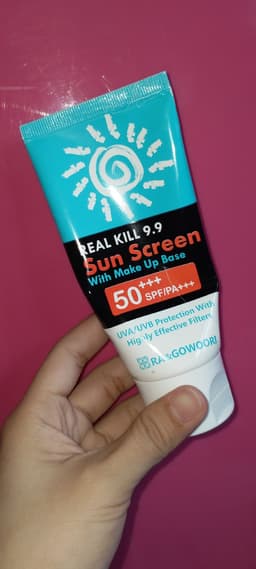 REAL KILL 9.9
Sun Screen
With Make Up Base
50+++
SPF/PA+++
UVA/UVB Protection With
Highly Effective Filters